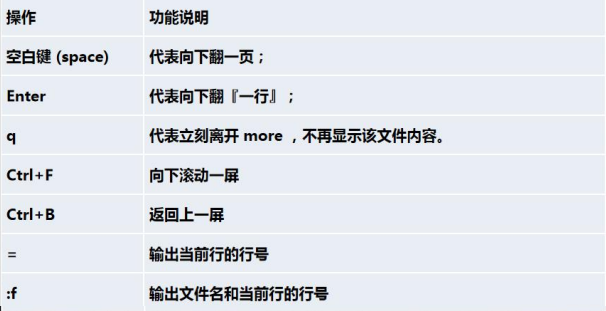 操作 功能说明
空白键 (space) 代表向下翻一页；
Enter 代表向下翻『一行』；
q 代表立刻离开 more ，不再显示该文件内容。
Ctrl+F 向下滚动一屏
Ctrl+B 返回上一屏
= 输出当前行的行号
:f 输出文件名和当前行的行号